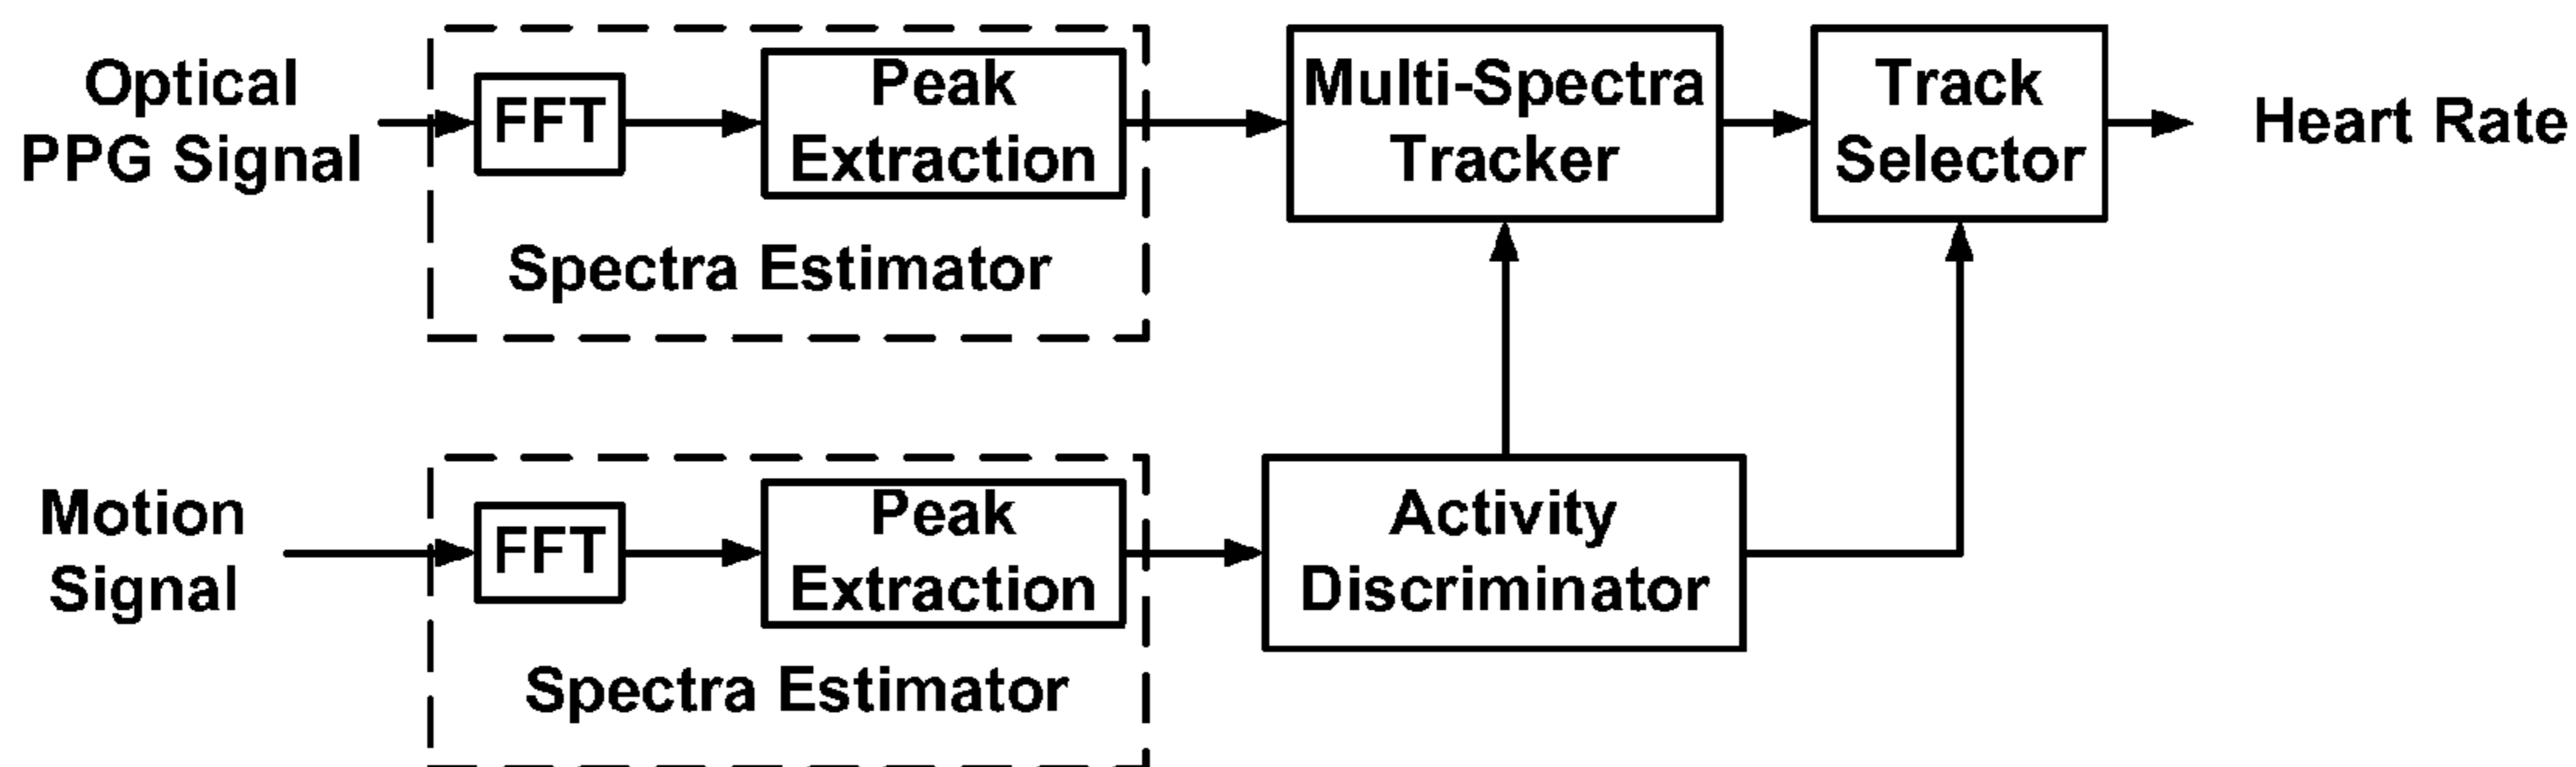 Optical
PPG Signal
FFT
Peak
Extraction
Spectra Estimator
Multi-Spectra
Tracker
Track
Selector
Heart Rate
Motion
Signal
FFT
Peak
Extraction
Spectra Estimator
Activity
Discriminator